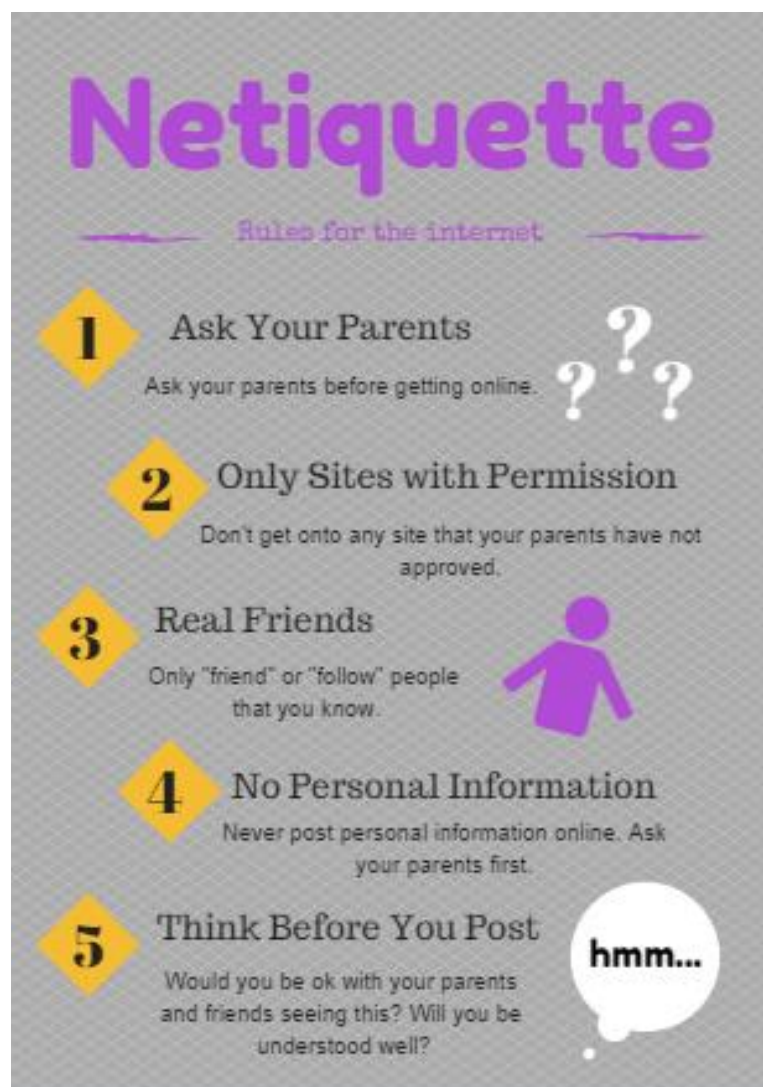 Netiquette
Rules for the internet
1
Ask Your Parents
? ? ?
Ask your parents before getting online.
2
Only Sites with Permission
Don't get onto any site that your parents have not
approved.
3
Real Friends
Only "friend" or "follow" people
that you know.
4
No Personal Information
Never post personal information online. Ask
your parents first.
5
Think Before You Post
Would you be ok with your parents
and friends seeing this? Will you be
understood well?
hmm...